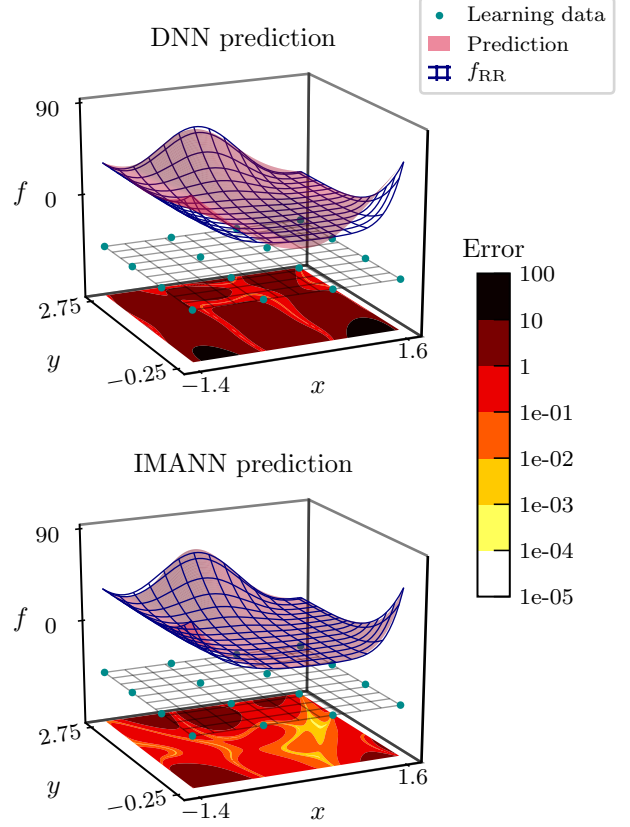 Learning data
Prediction
f_RR
DNN prediction
90
0
f
2.75
−0.25
y
−1.4
1.6
x
Error
100
10
1
1e-01
1e-02
1e-03
1e-04
1e-05
IMANN prediction
90
0
f
2.75
−0.25
y
−1.4
1.6
x